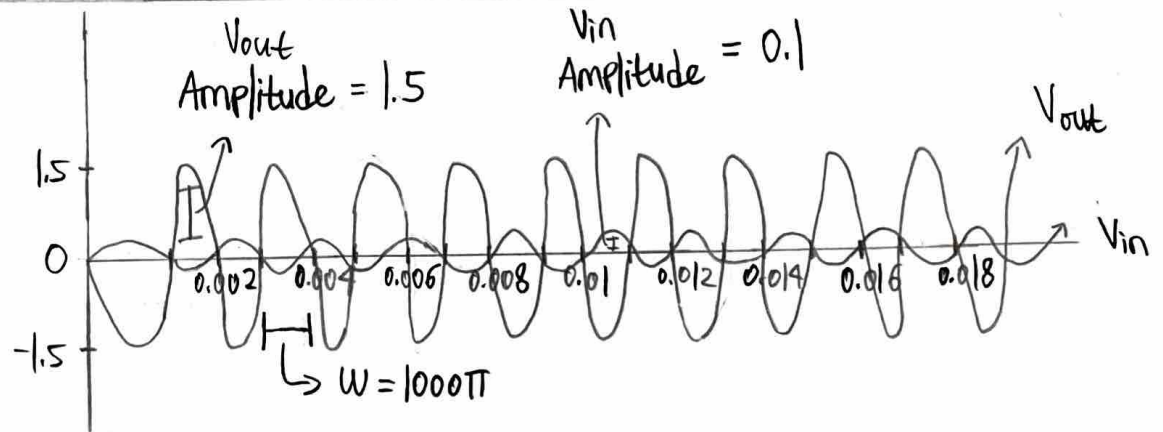 Vout
Amplitude = 1.5
Vin
Amplitude = 0.1
Vout
1.5
0
Vin
0.002 0.004 0.006 0.008 0.01 0.012 0.014 0.016 0.018
-1.5
W = 1000π